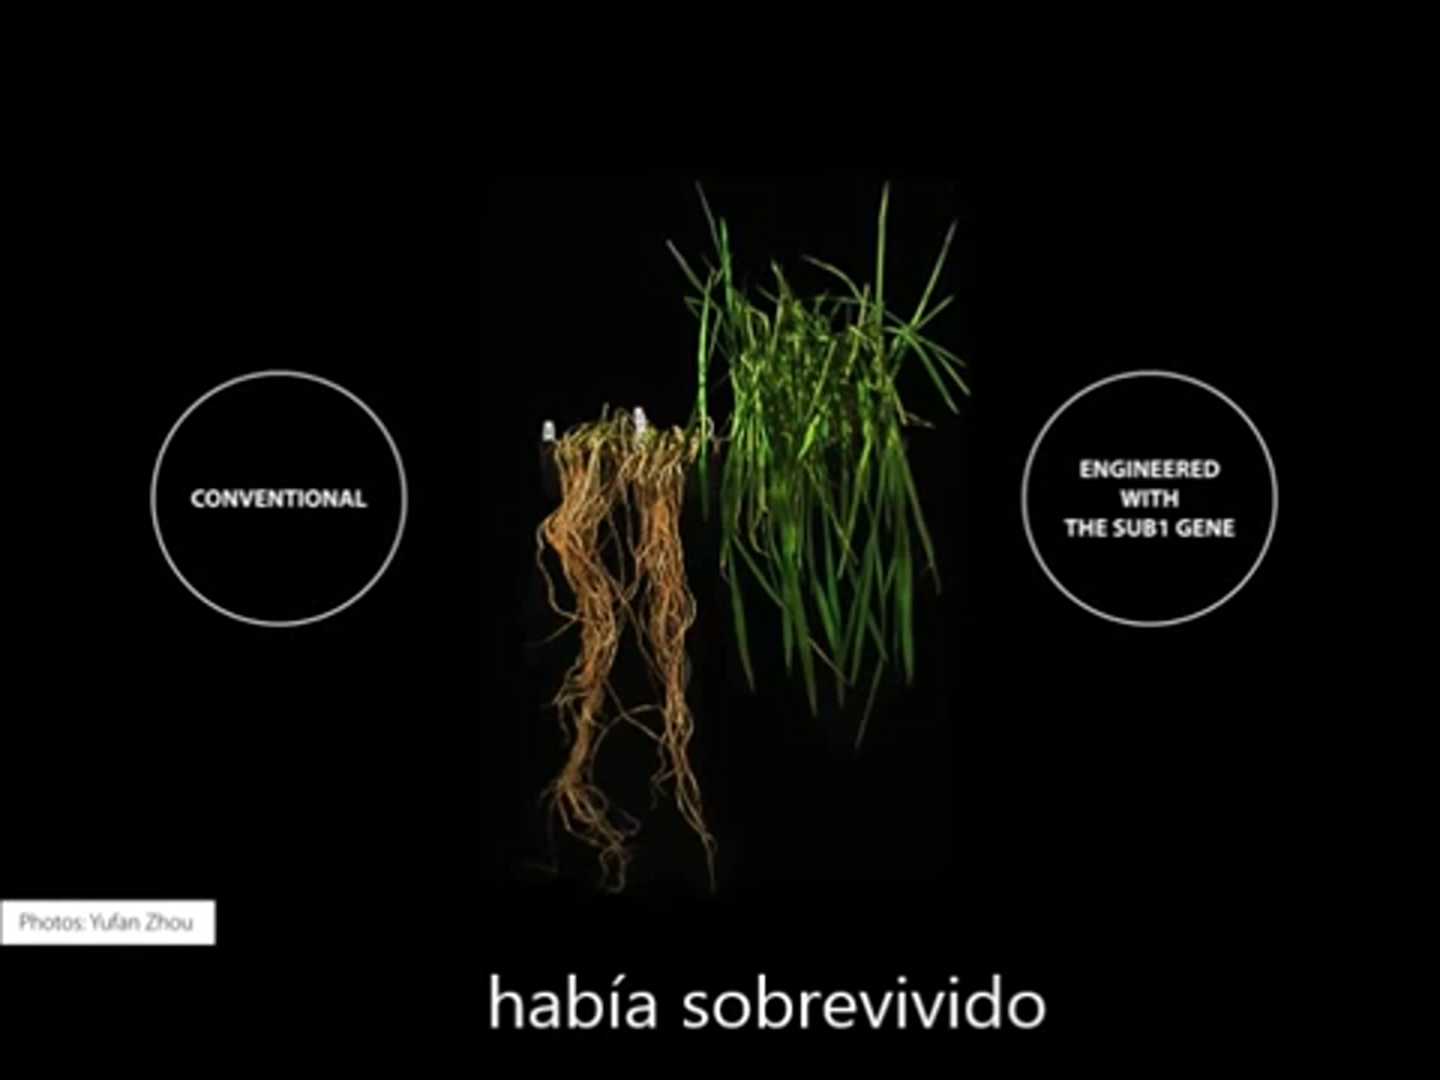 CONVENTIONAL
ENGINEERED
WITH
THE SUB1 GENE
Photos: Yufan Zhou
había sobrevivido